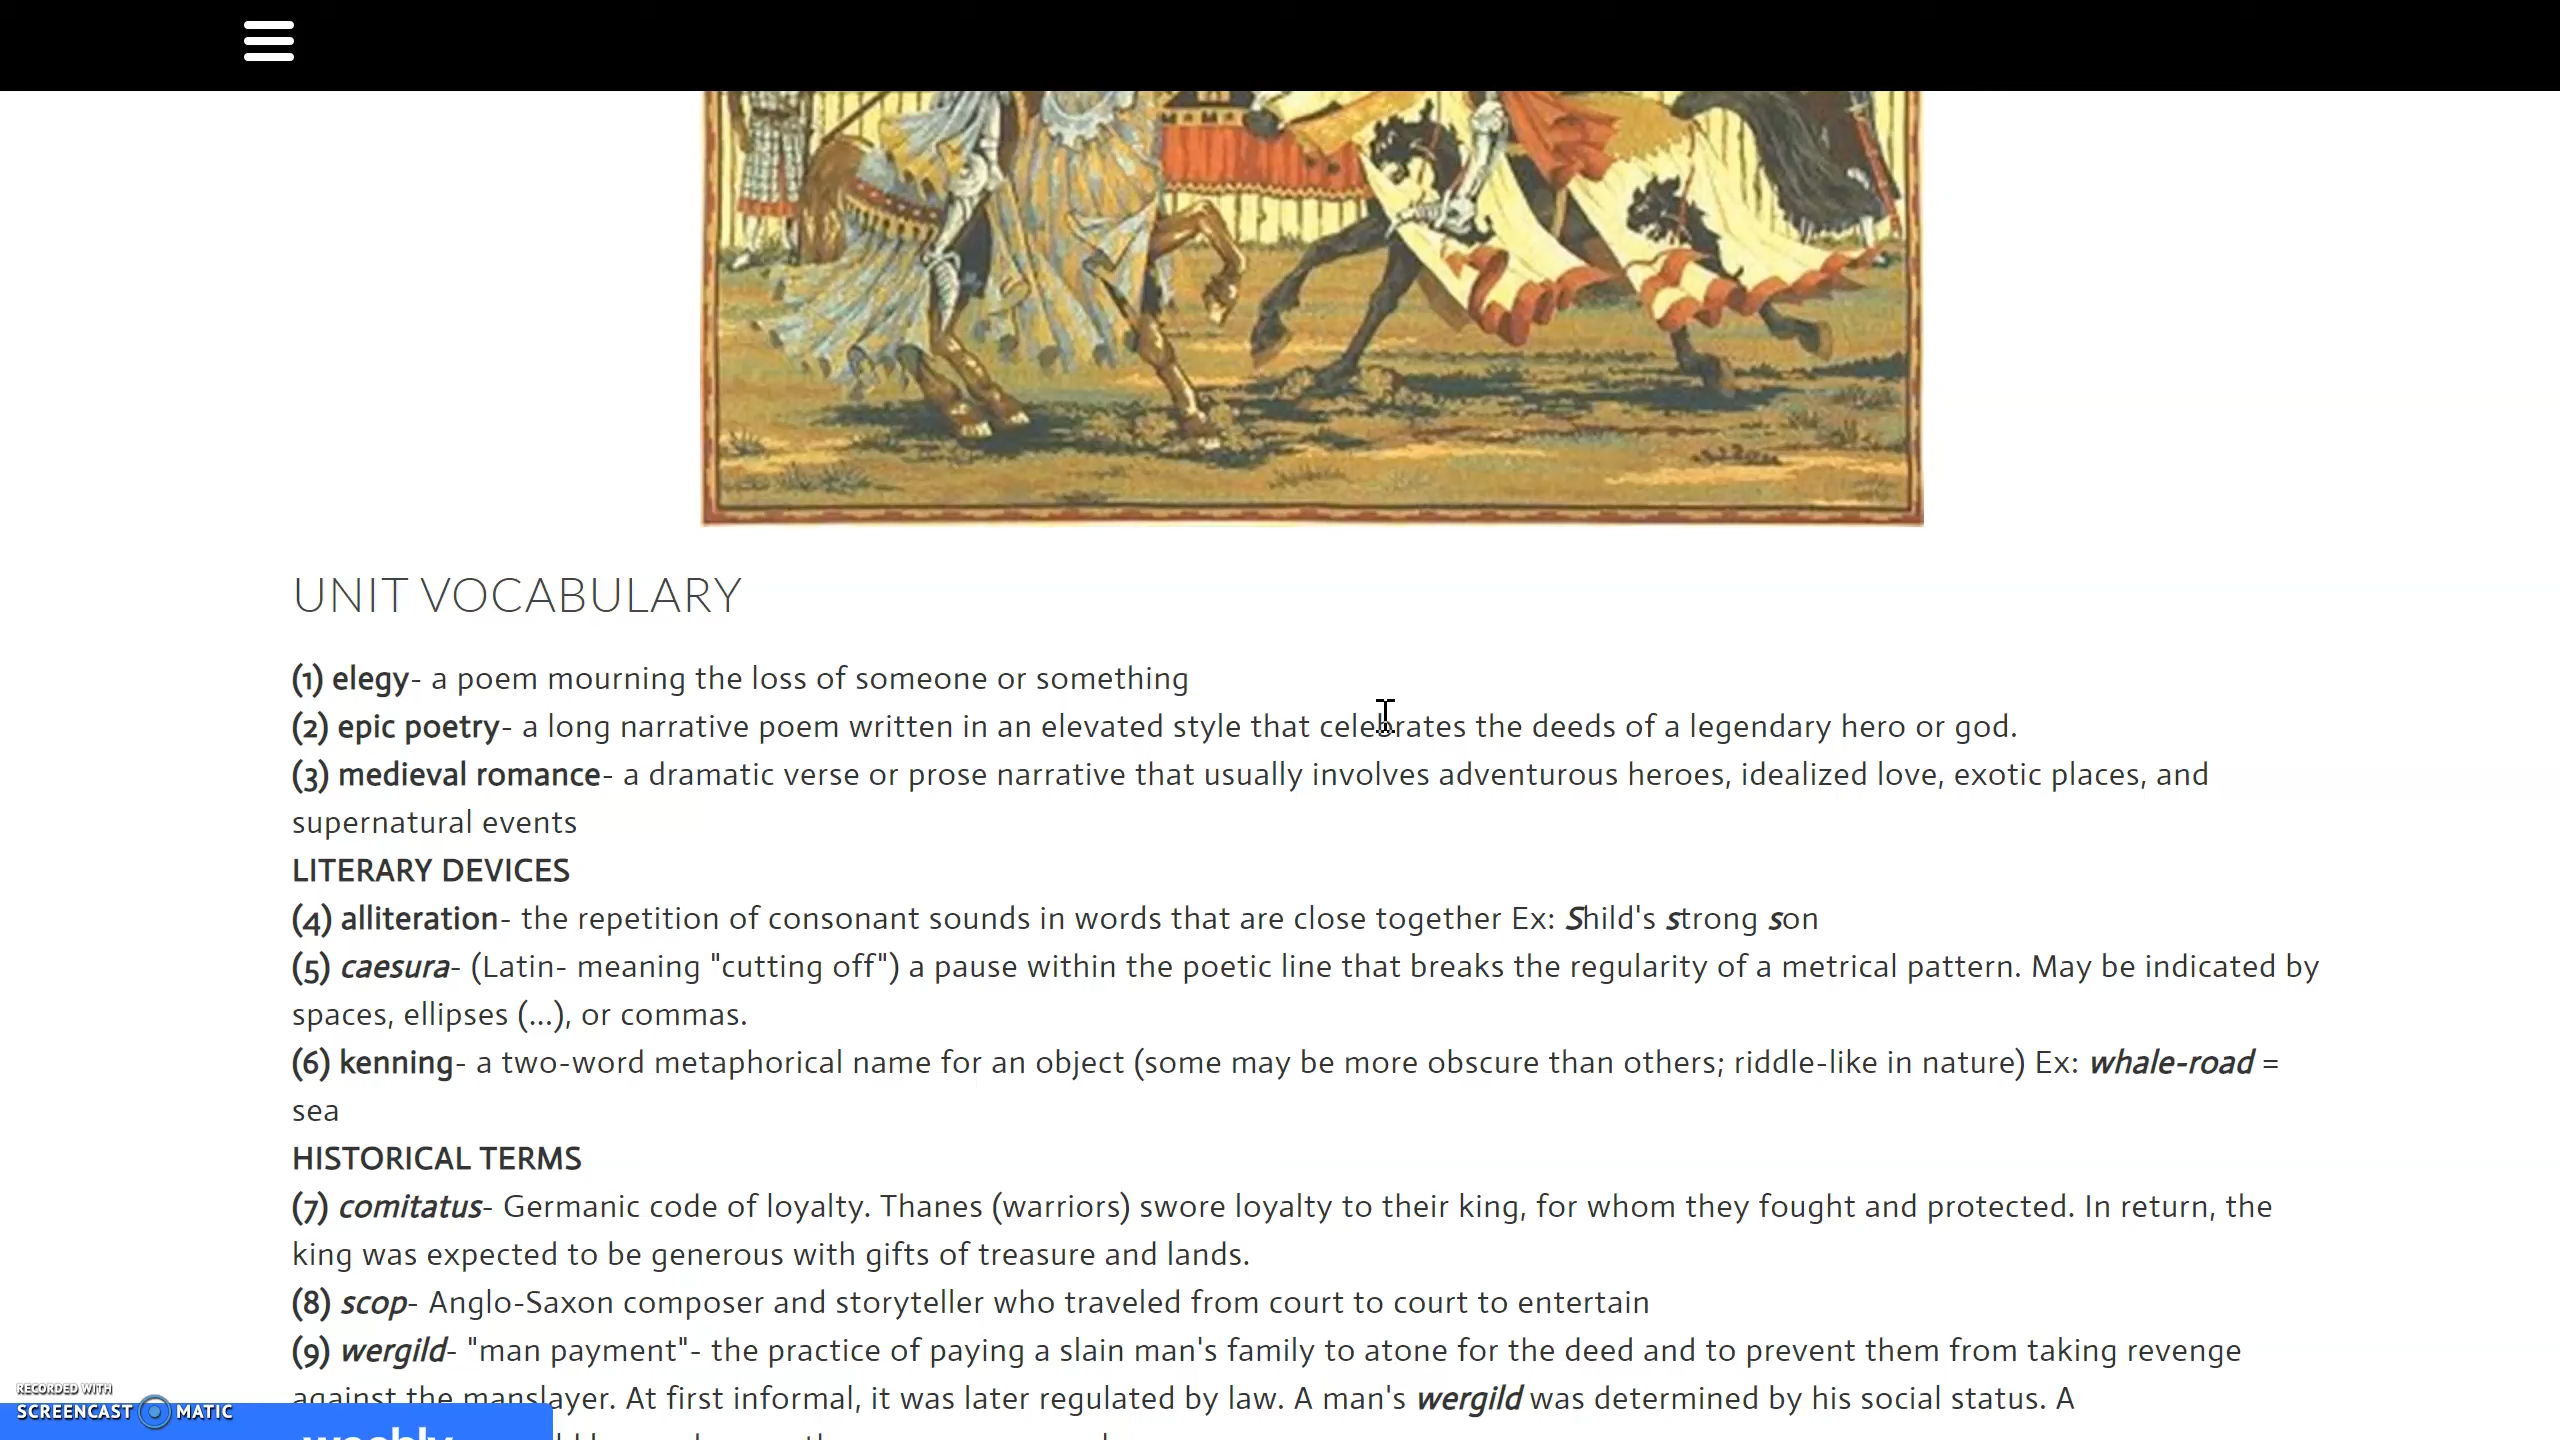 UNIT VOCABULARY
(1) elegy- a poem mourning the loss of someone or something
(2) epic poetry- a long narrative poem written in an elevated style that celebrates the deeds of a legendary hero or god.
(3) medieval romance- a dramatic verse or prose narrative that usually involves adventurous heroes, idealized love, exotic places, and
supernatural events
LITERARY DEVICES
(4) alliteration- the repetition of consonant sounds in words that are close together Ex: Shild's strong son
(5) caesura- (Latin- meaning "cutting off") a pause within the poetic line that breaks the regularity of a metrical pattern. May be indicated by
spaces, ellipses (...), or commas.
(6) kenning- a two-word metaphorical name for an object (some may be more obscure than others; riddle-like in nature) Ex: whale-road =
sea
HISTORICAL TERMS
(7) comitatus- Germanic code of loyalty. Thanes (warriors) swore loyalty to their king, for whom they fought and protected. In return, the
king was expected to be generous with gifts of treasure and lands.
(8) scop- Anglo-Saxon composer and storyteller who traveled from court to court to entertain
(9) wergild- "man payment"- the practice of paying a slain man's family to atone for the deed and to prevent them from taking revenge
against the manslayer. At first informal, it was later regulated by law. A man's wergild was determined by his social status. A
RECORDED WITH
SCREENCAST MATIC
weebly